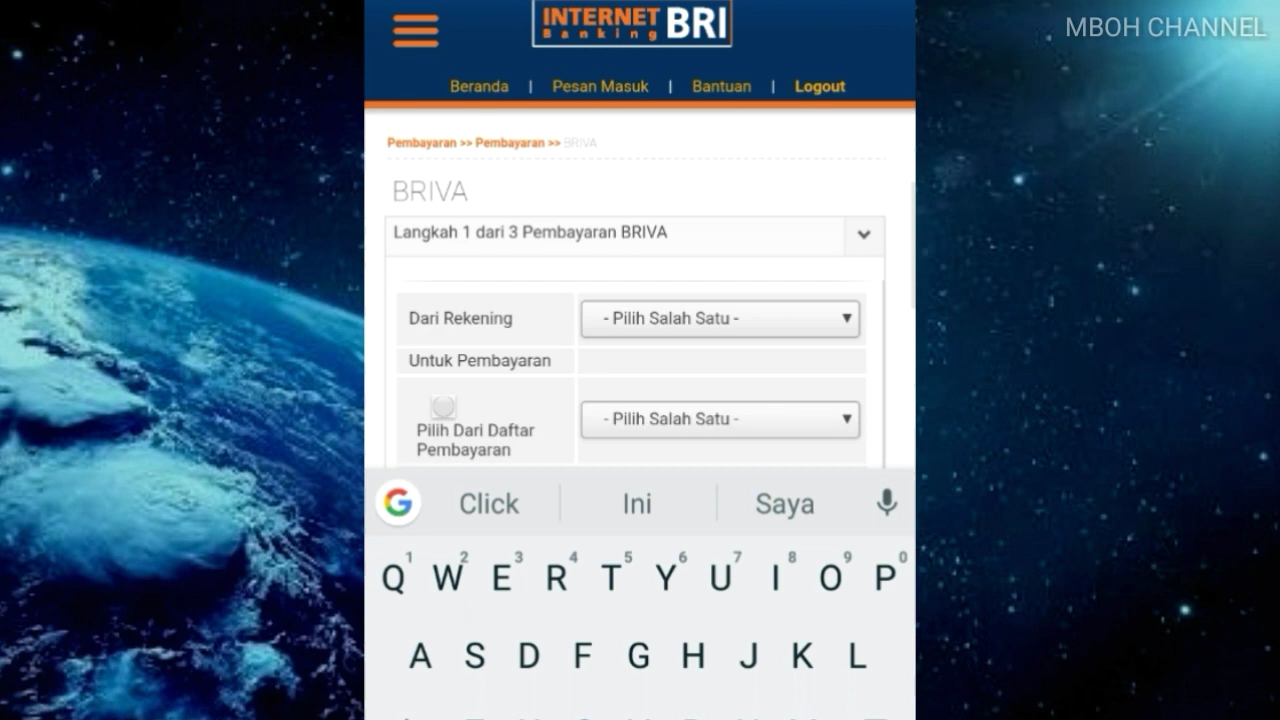 MBOH CHANNEL
INTERNET
Banking BRI
Beranda | Pesan Masuk | Bantuan | Logout
Pembayaran >> Pembayaran >> BRIVA
BRIVA
Langkah 1 dari 3 Pembayaran BRIVA
Dari Rekening - Pilih Salah Satu -
Untuk Pembayaran
Pilih Dari Daftar
Pembayaran
- Pilih Salah Satu -
G Click Ini Saya
1 2 3 4 5 6 7 8 9 0
Q W E R T Y U I O P
A S D F G H J K L